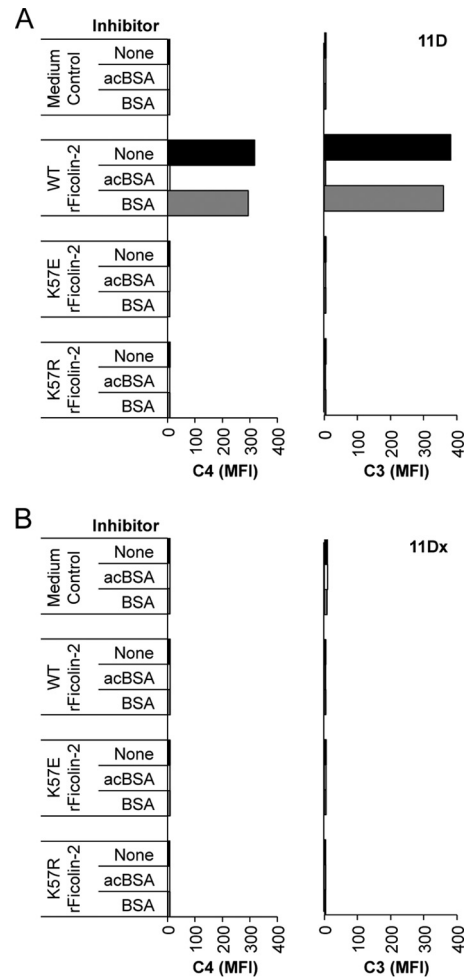 A
Inhibitor
11D
Medium
Control
None
acBSA
BSA
WT
rFicolin-2
None
acBSA
BSA
K57E
rFicolin-2
None
acBSA
BSA
K57R
rFicolin-2
None
acBSA
BSA
0 100 200 300 400
C4 (MFI)
0 100 200 300 400
C3 (MFI)
B
Inhibitor
11Dx
Medium
Control
None
acBSA
BSA
WT
rFicolin-2
None
acBSA
BSA
K57E
rFicolin-2
None
acBSA
BSA
K57R
rFicolin-2
None
acBSA
BSA
0 100 200 300 400
C4 (MFI)
0 100 200 300 400
C3 (MFI)